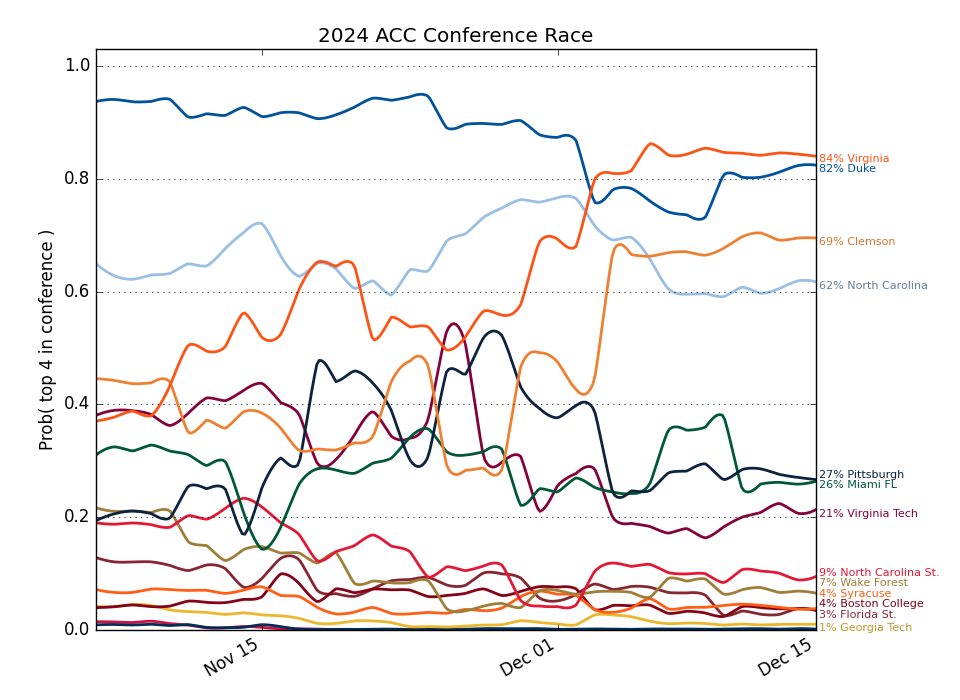 2024 ACC Conference Race
Prob( top 4 in conference )
1.0
0.8
0.6
0.4
0.2
0.0
Nov 15
Dec 01
Dec 15
84% Virginia
82% Duke
69% Clemson
62% North Carolina
27% Pittsburgh
26% Miami FL
21% Virginia Tech
9% North Carolina St.
7% Wake Forest
4% Syracuse
4% Boston College
3% Florida St.
1% Georgia Tech